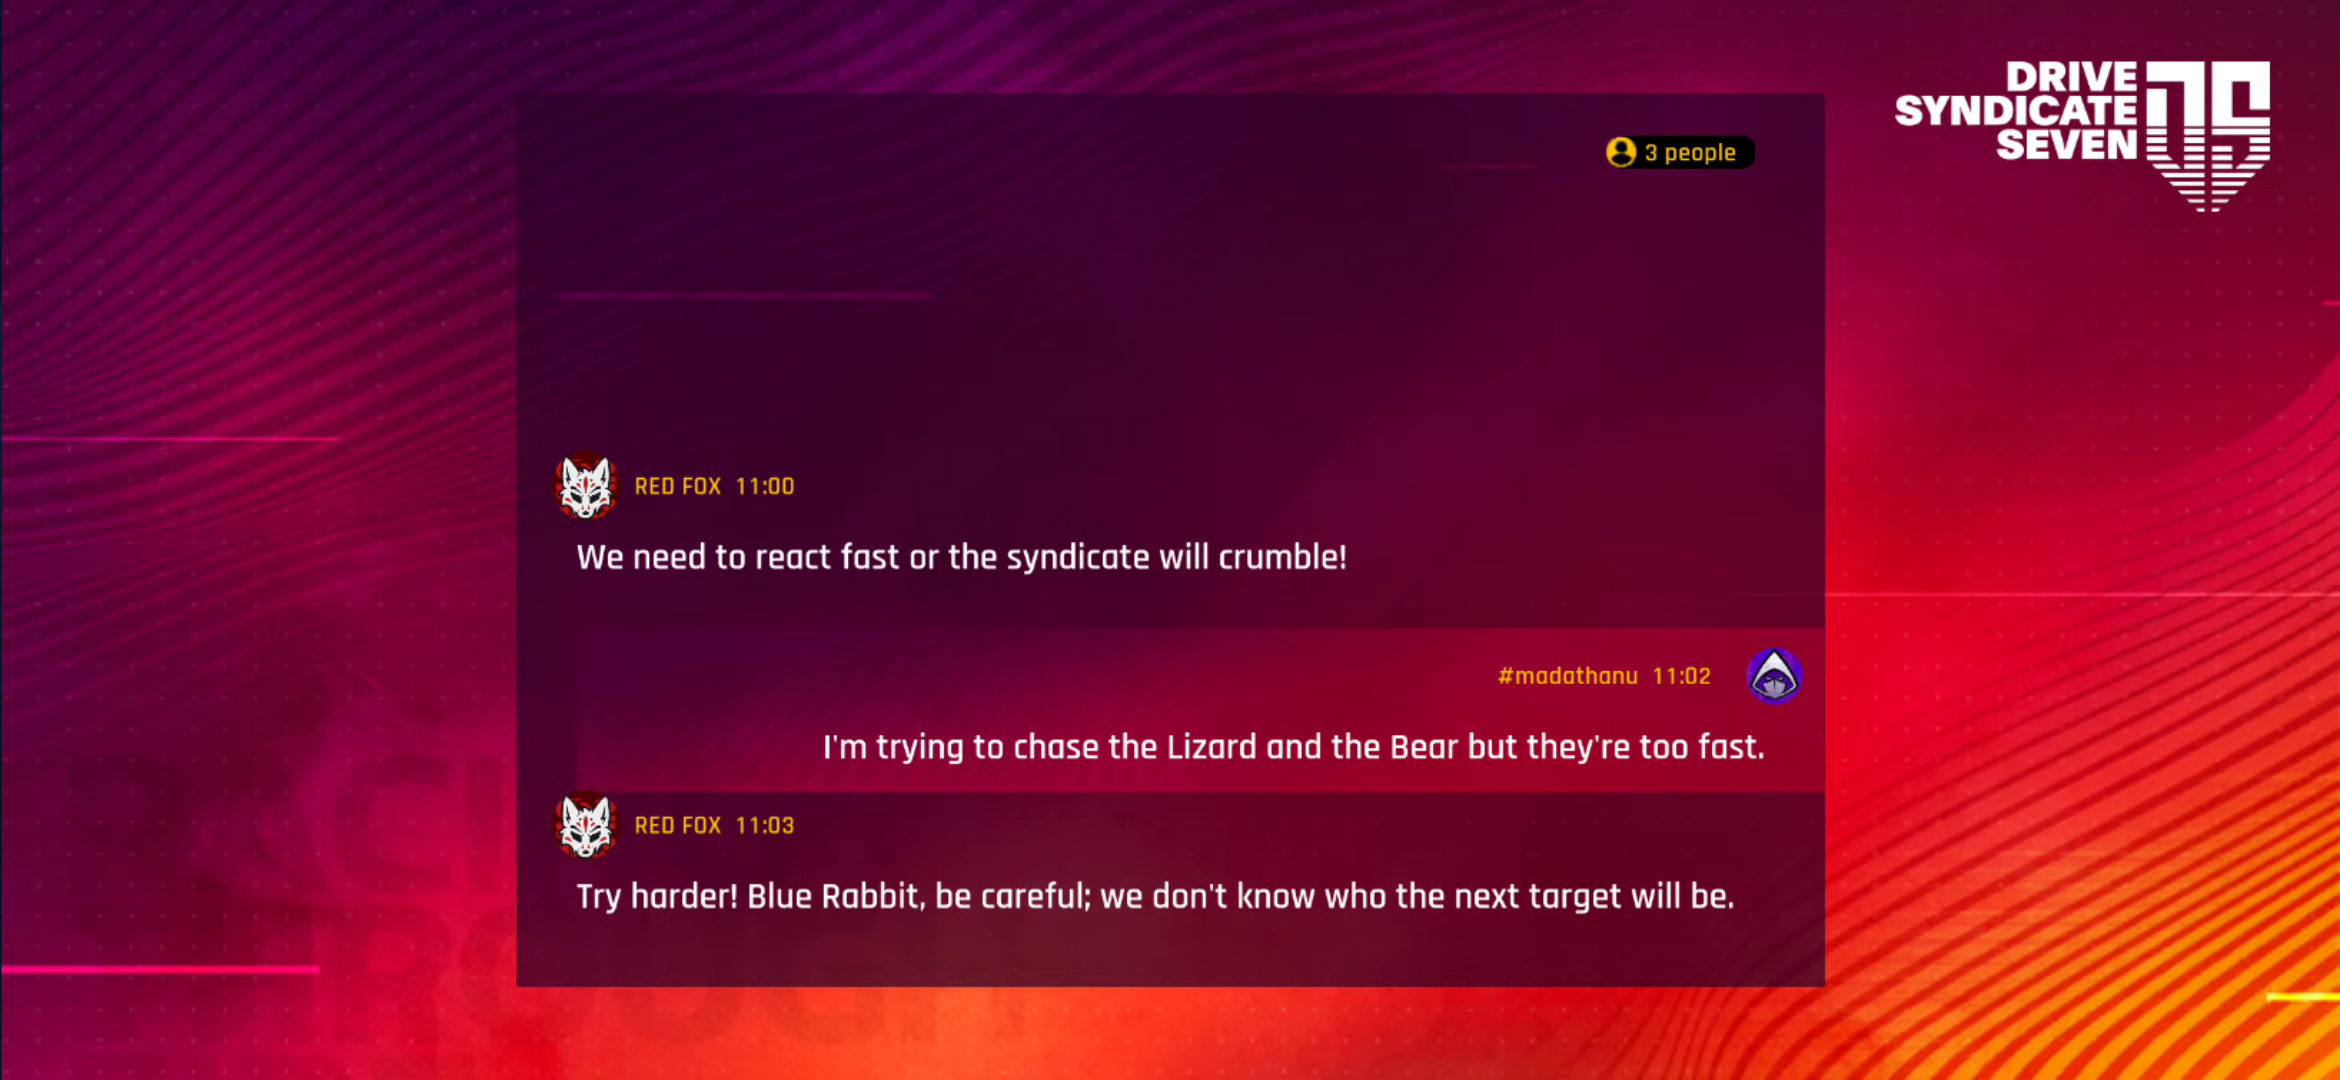 DRIVE
SYNDICATE
SEVEN
3 people
RED FOX 11:00
We need to react fast or the syndicate will crumble!
#madathanu 11:02
I'm trying to chase the Lizard and the Bear but they're too fast.
RED FOX 11:03
Try harder! Blue Rabbit, be careful; we don't know who the next target will be.